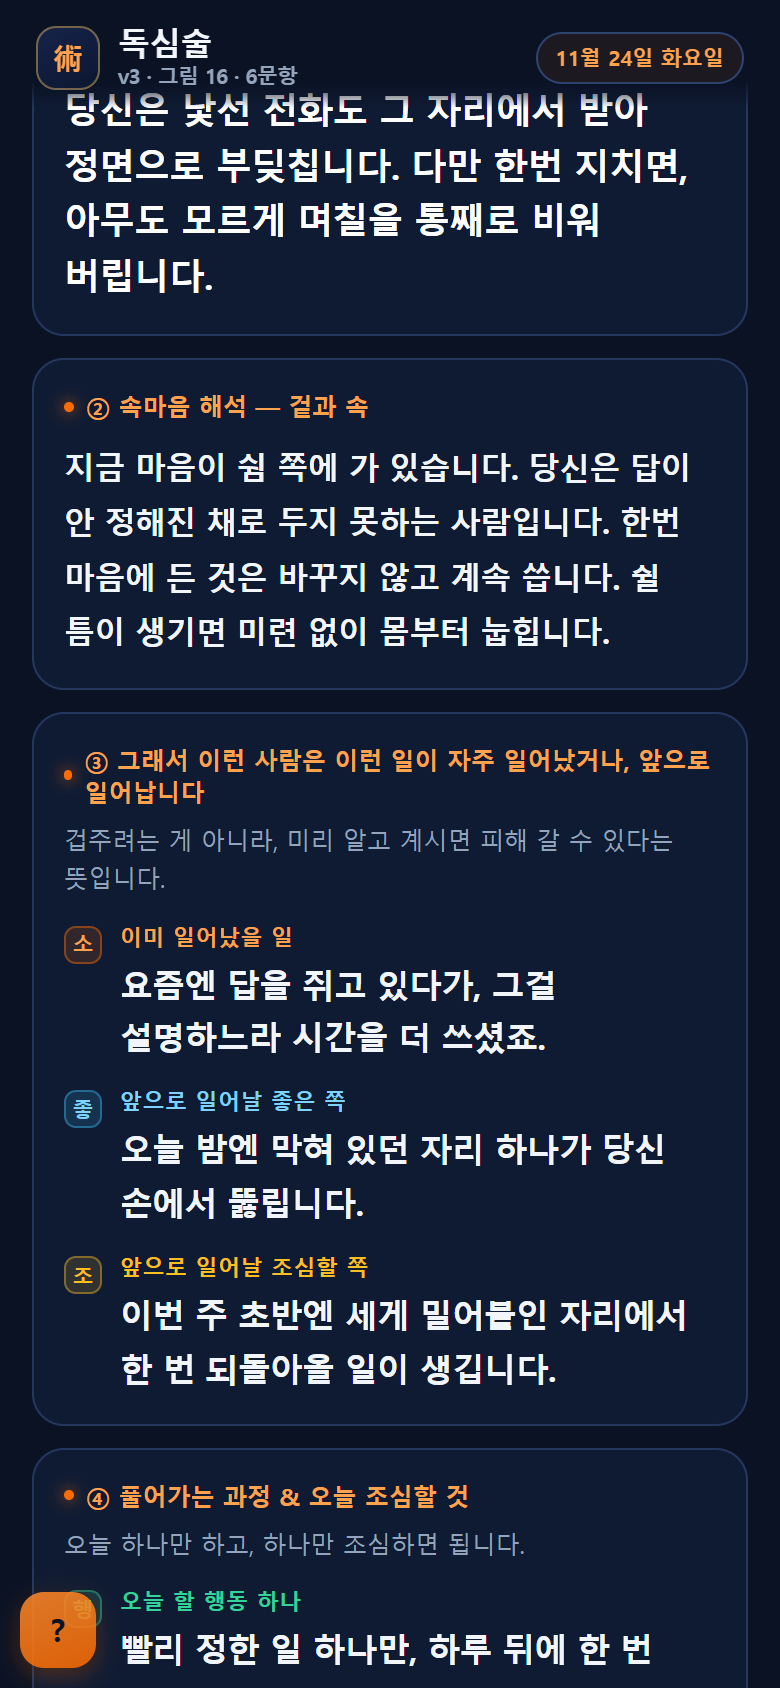 術
독심술
v3 · 그림 16 · 6문항
11월 24일 화요일
당신은 낯선 전화도 그 자리에서 받아
정면으로 부딪칩니다. 다만 한번 지치면,
아무도 모르게 며칠을 통째로 비워
버립니다.
② 속마음 해석 — 겉과 속
지금 마음이 쉼 쪽에 가 있습니다. 당신은 답이
안 정해진 채로 두지 못하는 사람입니다. 한번
마음에 든 것은 바꾸지 않고 계속 씁니다. 쉴
틈이 생기면 미련 없이 몸부터 눕힙니다.
③ 그래서 이런 사람은 이런 일이 자주 일어났거나, 앞으로
일어납니다
겁주려는 게 아니라, 미리 알고 계시면 피해 갈 수 있다는
뜻입니다.
소
이미 일어났을 일
요즘엔 답을 쥐고 있다가, 그걸
설명하느라 시간을 더 쓰셨죠.
좋
앞으로 일어날 좋은 쪽
오늘 밤엔 막혀 있던 자리 하나가 당신
손에서 뚫립니다.
조
앞으로 일어날 조심할 쪽
이번 주 초반엔 세게 밀어붙인 자리에서
한 번 되돌아올 일이 생깁니다.
④ 풀어가는 과정 & 오늘 조심할 것
오늘 하나만 하고, 하나만 조심하면 됩니다.
행
오늘 할 행동 하나
?
빨리 정한 일 하나만, 하루 뒤에 한 번